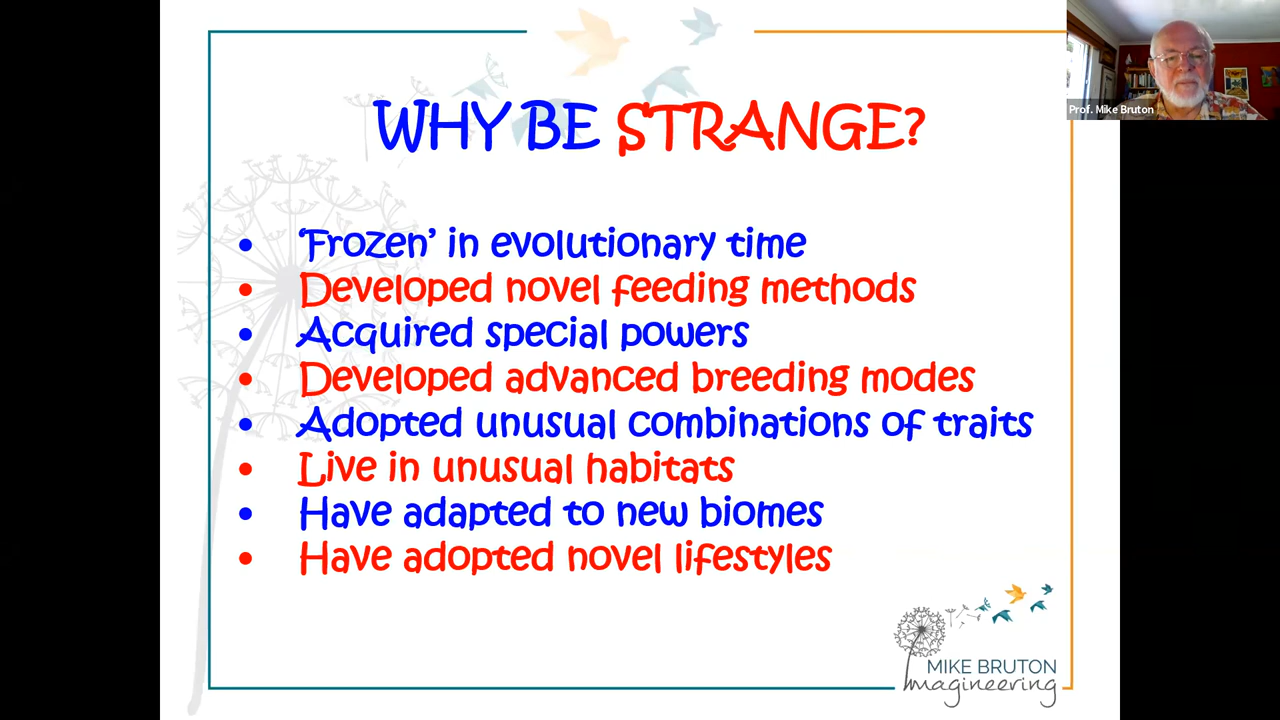 WHY BE STRANGE?
Prof. Mike Bruton
• ‘Frozen’ in evolutionary time
• Developed novel feeding methods
• Acquired special powers
• Developed advanced breeding modes
• Adopted unusual combinations of traits
• Live in unusual habitats
• Have adapted to new biomes
• Have adopted novel lifestyles
MIKE BRUTON
Imagineering